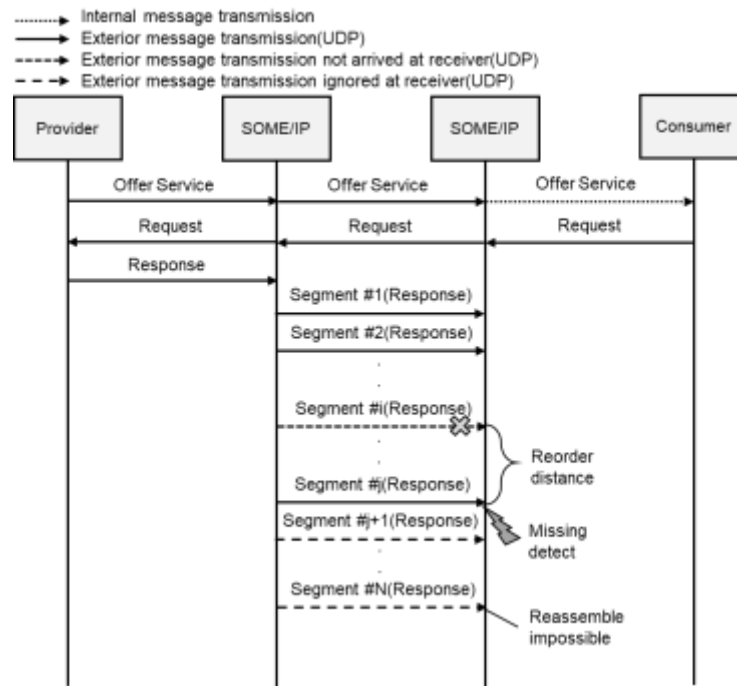 Internal message transmission
Exterior message transmission(UDP)
Exterior message transmission not arrived at receiver(UDP)
Exterior message transmission ignored at receiver(UDP)
Provider
SOME/IP
SOME/IP
Consumer
Offer Service
Offer Service
Offer Service
Request
Request
Request
Response
Segment #1(Response)
Segment #2(Response)
Segment #i(Response)
Reorder
distance
Segment #j(Response)
Segment #j+1(Response)
Missing
detect
Segment #N(Response)
Reassemble
impossible